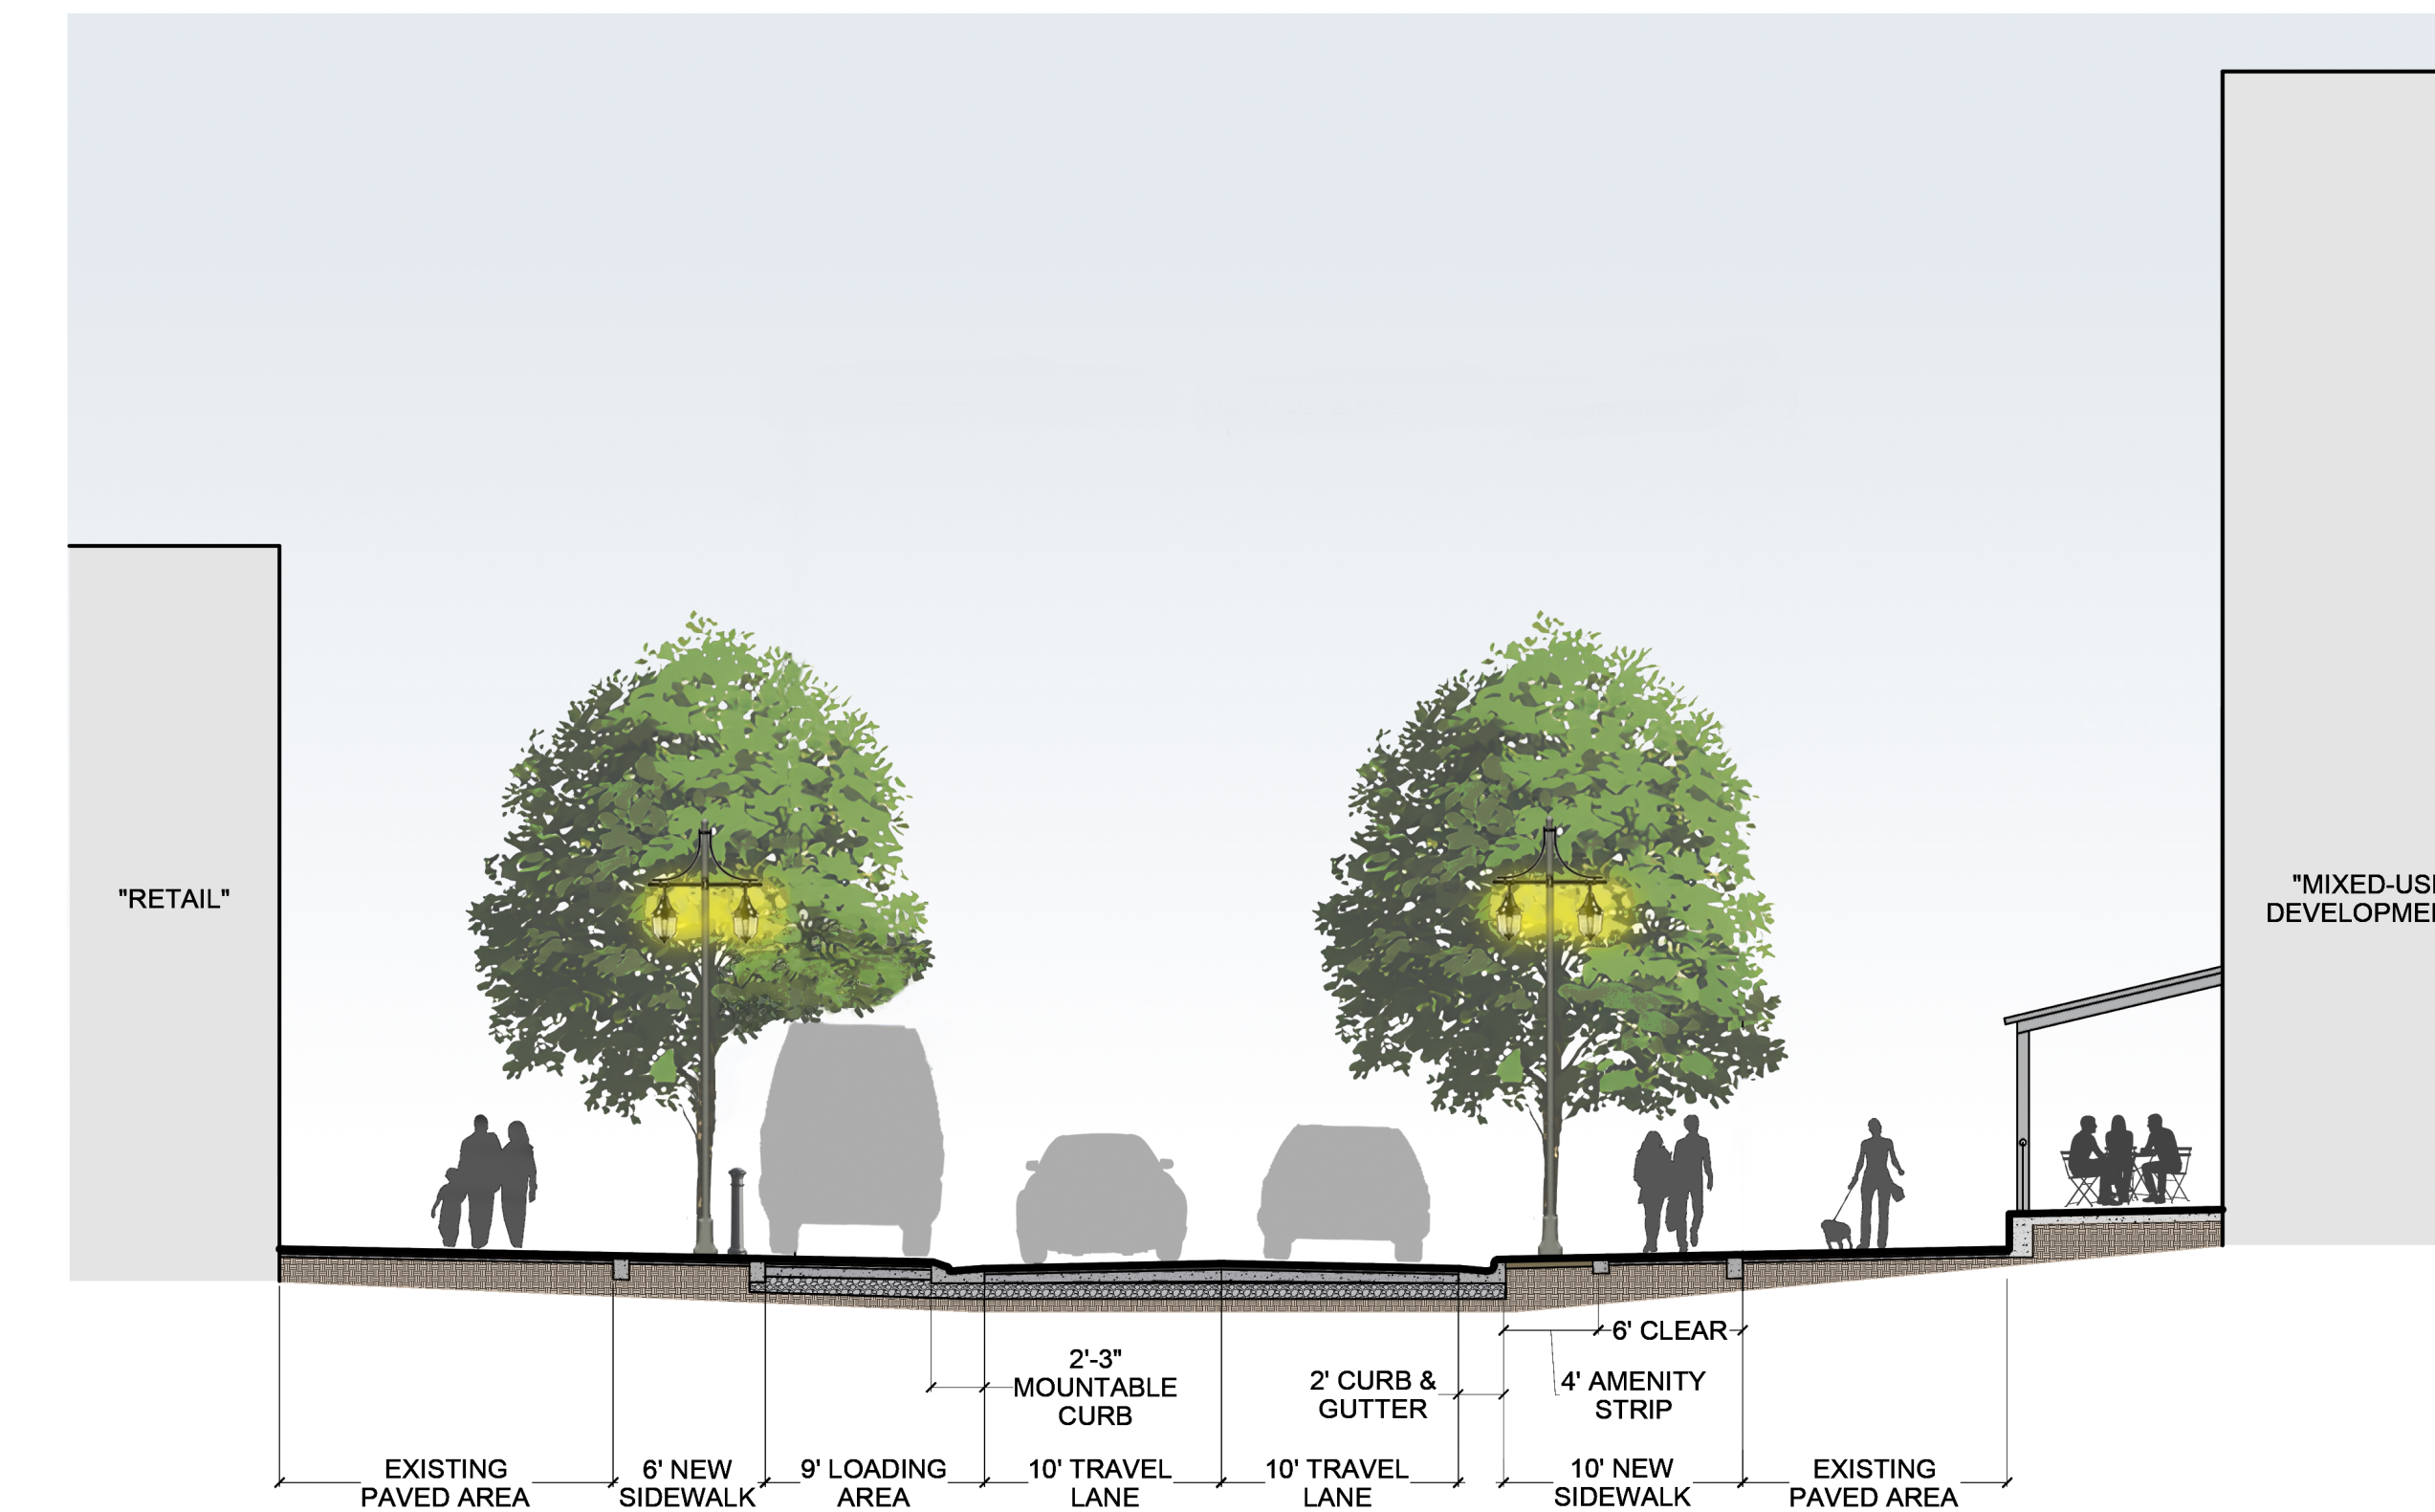 "RETAIL"
"MIXED-US
DEVELOPME
6' CLEAR
2'-3"
MOUNTABLE
CURB
2' CURB &
GUTTER
4' AMENITY
STRIP
EXISTING
PAVED AREA
6' NEW
SIDEWALK
9' LOADING
AREA
10' TRAVEL
LANE
10' TRAVEL
LANE
10' NEW
SIDEWALK
EXISTING
PAVED AREA